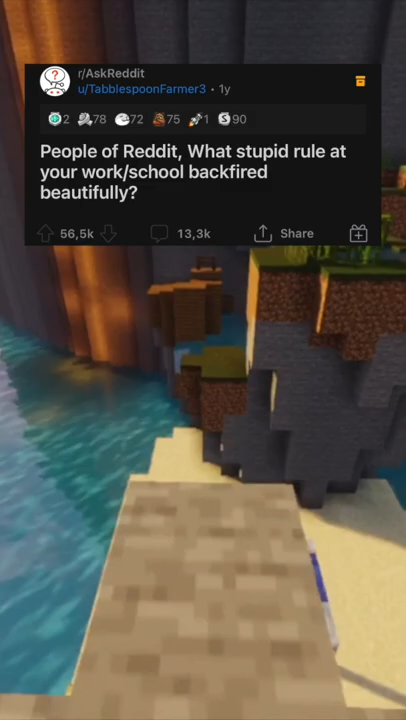 r/AskReddit
u/TabblespoonFarmer3 • 1y
2 78 72 75 1 90
People of Reddit, What stupid rule at
your work/school backfired
beautifully?
56,5k 13,3k Share